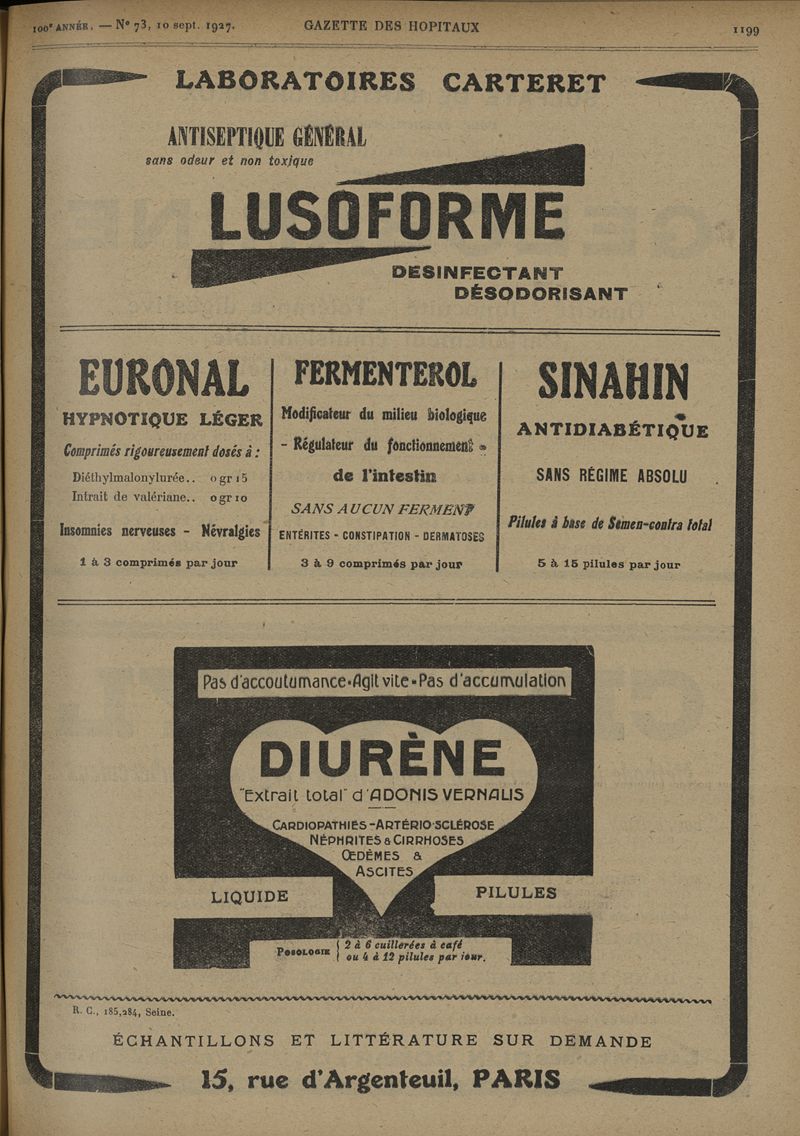 100e ANNÉE. — No 73, 10 sept. 1927.
GAZETTE DES HOPITAUX
1199
LABORATOIRES CARTERET
ANTISEPTIQUE GÉNÉRAL
sans odeur et non toxique
LUSOFORME
DESINFECTANT
DÉSODORISANT
EURONAL
HYPNOTIQUE LÉGER
Comprimés rigoureusement dosés à :
Diéthylmalonylurée.. 0 gr 15
Intrait de valériane.. 0 gr 10
Insomnies nerveuses - Névralgies
1 à 3 comprimés par jour
FERMENTEROL
Modificateur du milieu biologique
- Régulateur du fonctionnement -
de l'intestin
SANS AUCUN FERMENT
ENTÉRITES - CONSTIPATION - DERMATOSES
3 à 9 comprimés par jour
SINAHIN
ANTIDIABÉTIQUE
SANS RÉGIME ABSOLU
Pilules à base de Semen-contra total
5 à 15 pilules par jour
Pas d'accoutumance-Agit vite-Pas d'accumulation
DIURÈNE
"Extrait total" d'ADONIS VERNALIS
CARDIOPATHIES-ARTÉRIO-SCLÉROSE
NÉPHRITES & CIRRHOSES
ŒDÈMES &
ASCITES
LIQUIDE
PILULES
POSOLOGIE { 2 à 6 cuillerées à café
ou 4 à 12 pilules par jour.
R. C., 185,284, Seine.
ÉCHANTILLONS ET LITTÉRATURE SUR DEMANDE
15, rue d'Argenteuil, PARIS